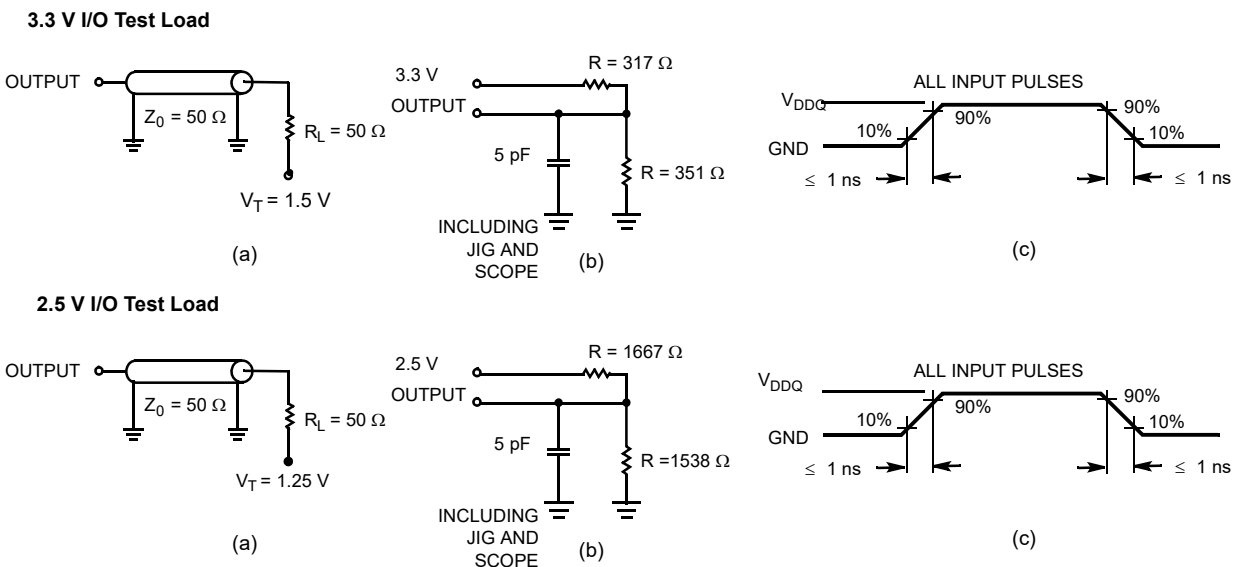 3.3 V I/O Test Load
OUTPUT
Z0 = 50 Ω
RL = 50 Ω
VT = 1.5 V
(a)
3.3 V
OUTPUT
R = 317 Ω
5 pF
R = 351 Ω
INCLUDING
JIG AND
SCOPE
(b)
ALL INPUT PULSES
VDDQ
GND
10%
90%
90%
10%
≤ 1 ns
≤ 1 ns
(c)
2.5 V I/O Test Load
OUTPUT
Z0 = 50 Ω
RL = 50 Ω
VT = 1.25 V
(a)
2.5 V
OUTPUT
R = 1667 Ω
5 pF
R =1538 Ω
INCLUDING
JIG AND
SCOPE
(b)
ALL INPUT PULSES
VDDQ
GND
10%
90%
90%
10%
≤ 1 ns
≤ 1 ns
(c)